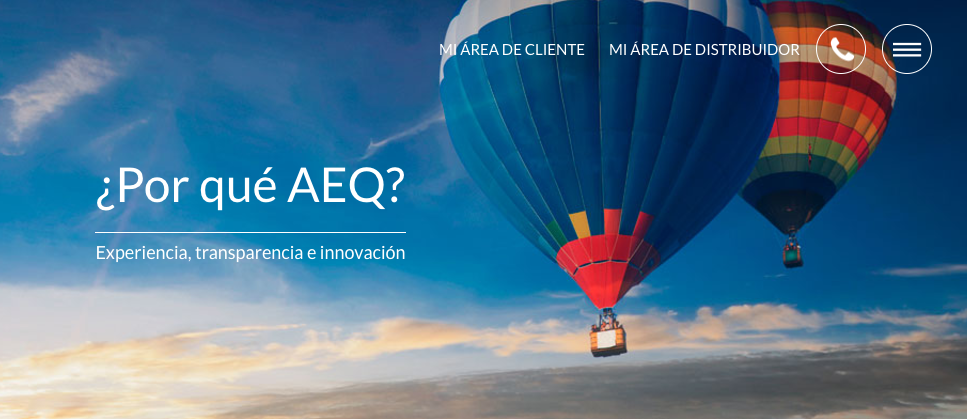 MI ÁREA DE CLIENTE MI ÁREA DE DISTRIBUIDOR
¿Por qué AEQ?
Experiencia, transparencia e innovación